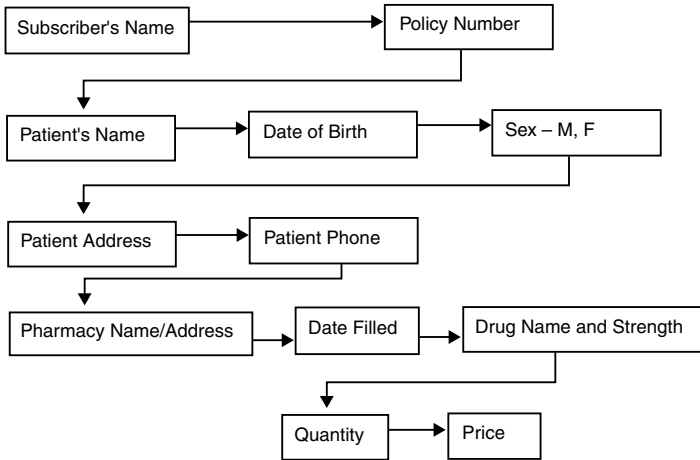 Subscriber's Name
Policy Number
Patient's Name
Date of Birth
Sex – M, F
Patient Address
Patient Phone
Pharmacy Name/Address
Date Filled
Drug Name and Strength
Quantity
Price